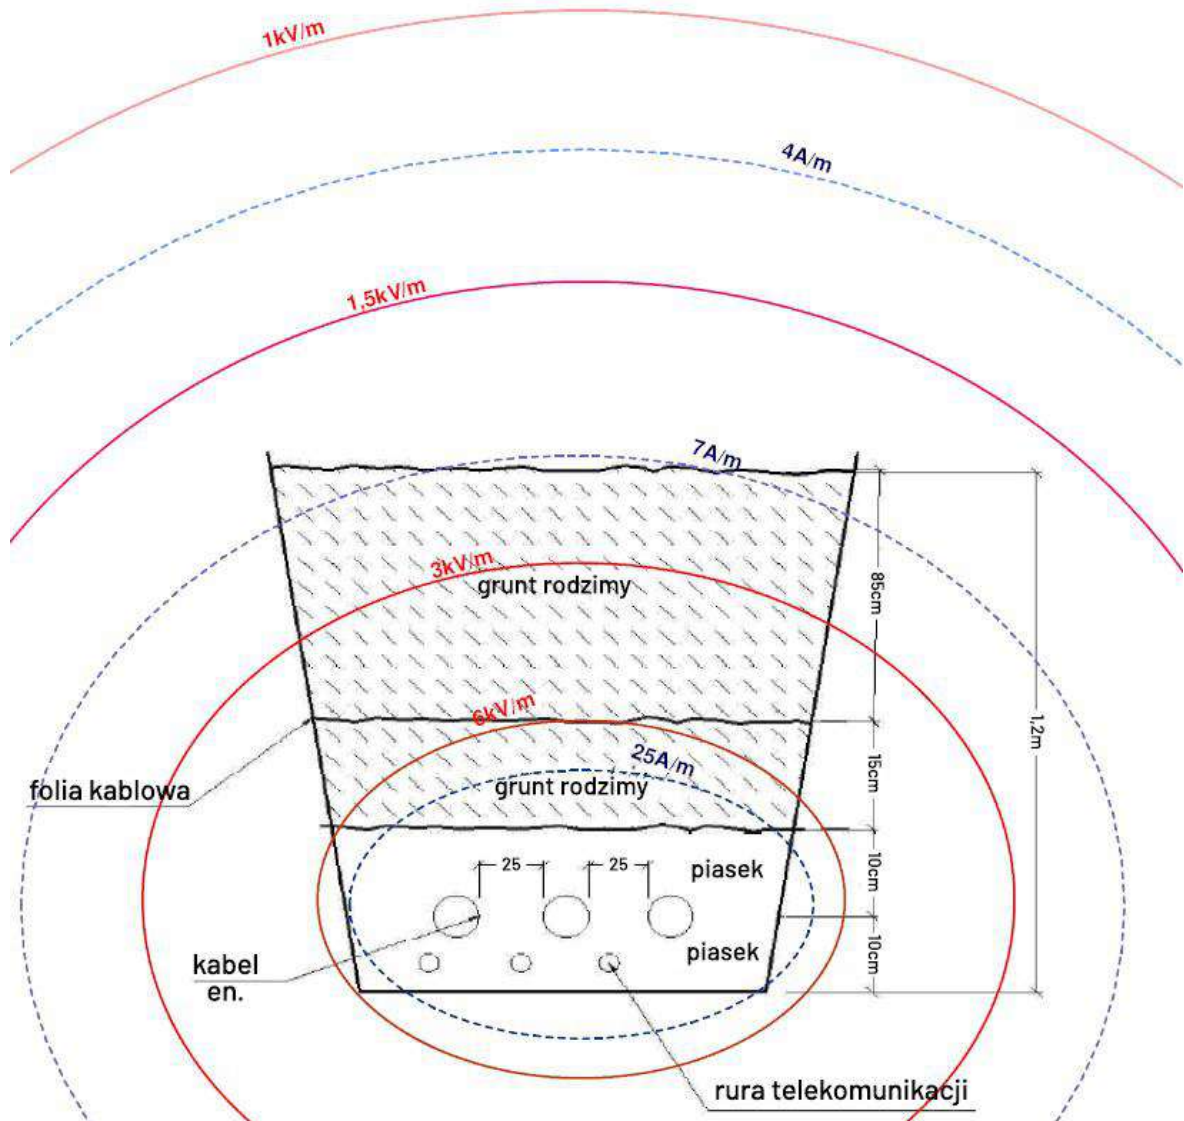 1kV/m
4A/m
1,5kV/m
7A/m
3kV/m
grunt rodzimy
85cm
1,2m
6kV/m
25A/m
15cm
folia kablowa
grunt rodzimy
25
25
piasek
10cm
piasek
10cm
kabel
en.
rura telekomunikacji